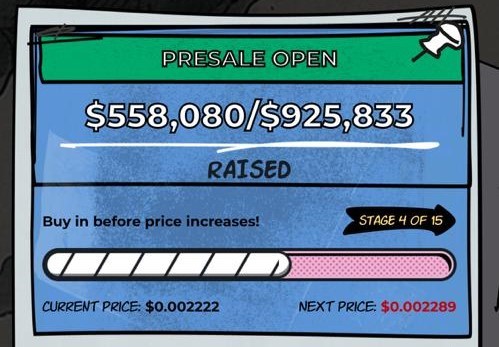 PRESALE OPEN
$558,080/$925,833
RAISED
Buy in before price increases!
STAGE 4 OF 15
CURRENT PRICE: $0.002222
NEXT PRICE: $0.002289